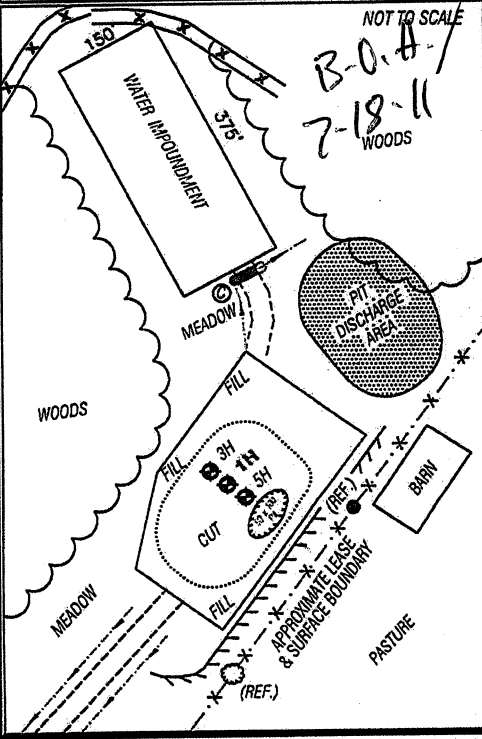 NOT TO SCALE
B.O.A.
7-18-11
150'
WATER IMPOUNDMENT
375'
WOODS
MEADOW
PIT
DISCHARGE
AREA
WOODS
FILL
FILL
3H
1H
5H
CUT
(REF.)
BARN
FILL
APPROXIMATE LEASE
& SURFACE BOUNDARY
MEADOW
PASTURE
(REF.)